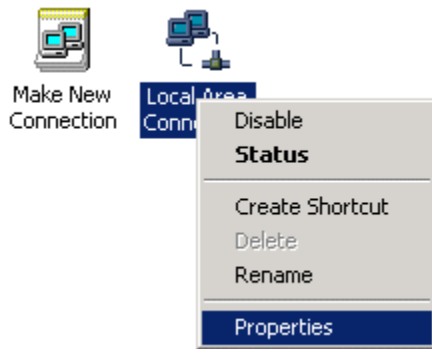 Make New
Connection
Local Area
Conn
Disable
Status
Create Shortcut
Delete
Rename
Properties